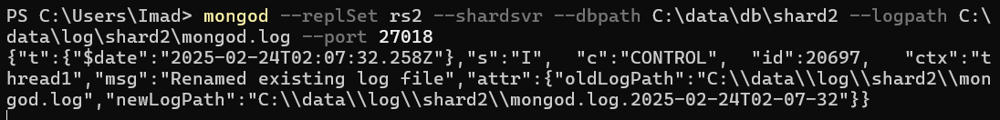 PS C:\Users\Imad> mongod --replSet rs2 --shardsvr --dbpath C:\data\db\shard2 --logpath C:\
data\log\shard2\mongod.log --port 27018
{"t":{"$date":"2025-02-24T02:07:32.258Z"},"s":"I",  "c":"CONTROL",  "id":20697,   "ctx":"t
hread1","msg":"Renamed existing log file","attr":{"oldLogPath":"C:\\data\\log\\shard2\\mon
god.log","newLogPath":"C:\\data\\log\\shard2\\mongod.log.2025-02-24T02-07-32"}}